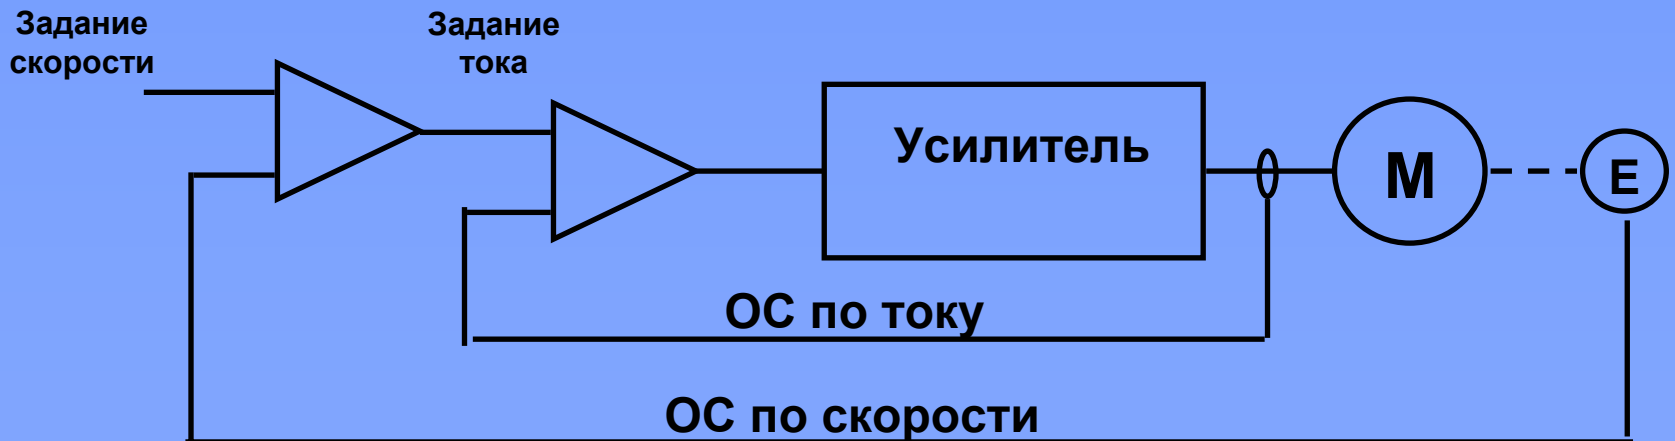 Задание
скорости
Задание
тока
Усилитель
М
Е
ОС по току
ОС по скорости